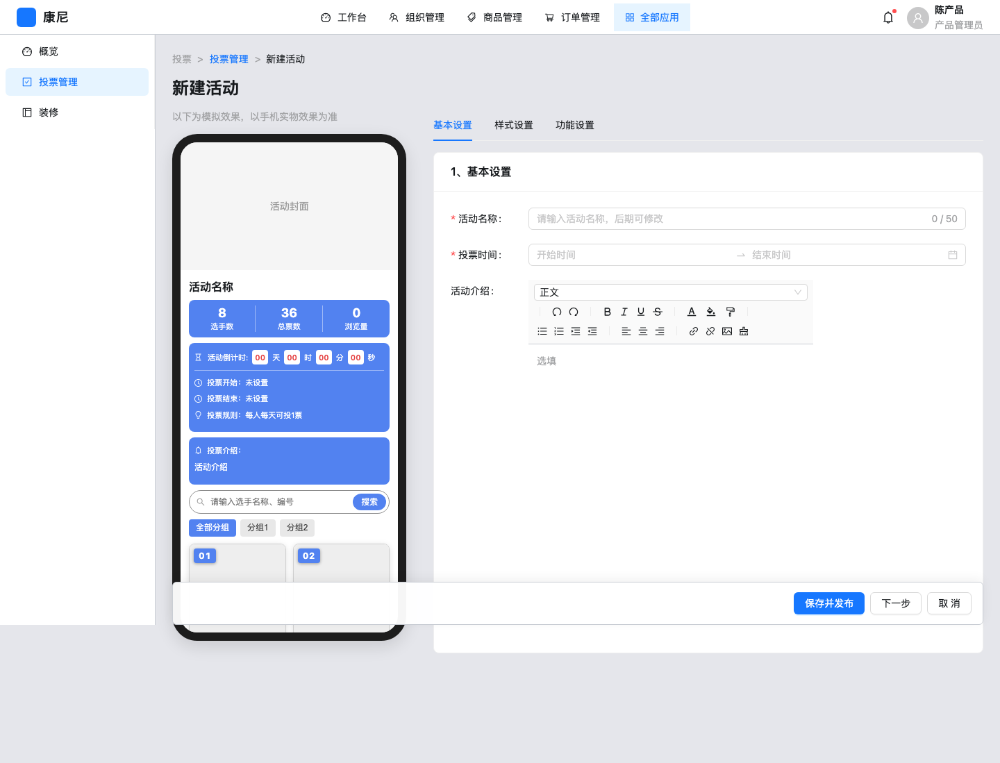 康尼
工作台
组织管理
商品管理
订单管理
全部应用
陈产品
产品管理员
概览
投票管理
装修
投票 > 投票管理 > 新建活动
新建活动
以下为模拟效果，以手机实物效果为准
活动封面
活动名称
8 36 0
选手数 总票数 浏览量
活动倒计时: 00 天 00 时 00 分 00 秒
投票开始：未设置
投票结束：未设置
投票规则：每人每天可投1票
投票介绍：
活动介绍
请输入选手名称、编号 搜索
全部分组 分组1 分组2
01 02
基本设置 样式设置 功能设置
1、基本设置
* 活动名称： 请输入活动名称，后期可修改 0 / 50
* 投票时间： 开始时间 结束时间
活动介绍： 正文
选填
保存并发布 下一步 取 消